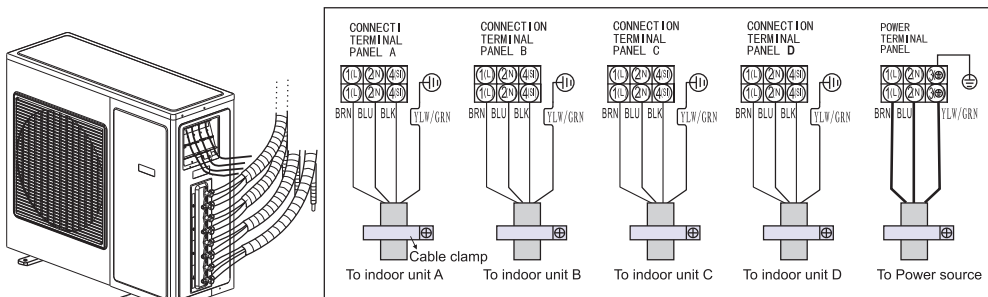 CONNECTI
TERMINAL
PANEL A
1(L) 2(N) 4(SI)
1(L) 2(N) 4(SI)
BRN BLU BLK YLW/GRN
Cable clamp
To indoor unit A
CONNECTION
TERMINAL
PANEL B
1(L) 2(N) 4(SI)
1(L) 2(N) 4(SI)
BRN BLU BLK YLW/GRN
To indoor unit B
CONNECTION
TERMINAL
PANEL C
1(L) 2(N) 4(SI)
1(L) 2(N) 4(SI)
BRN BLU BLK YLW/GRN
To indoor unit C
CONNECTION
TERMINAL
PANEL D
1(L) 2(N) 4(SI)
1(L) 2(N) 4(SI)
BRN BLU BLK YLW/GRN
To indoor unit D
POWER
TERMINAL
PANEL
1(L) 2(N) 3
1(L) 2(N) 3
BRN BLU YLW/GRN
To Power source